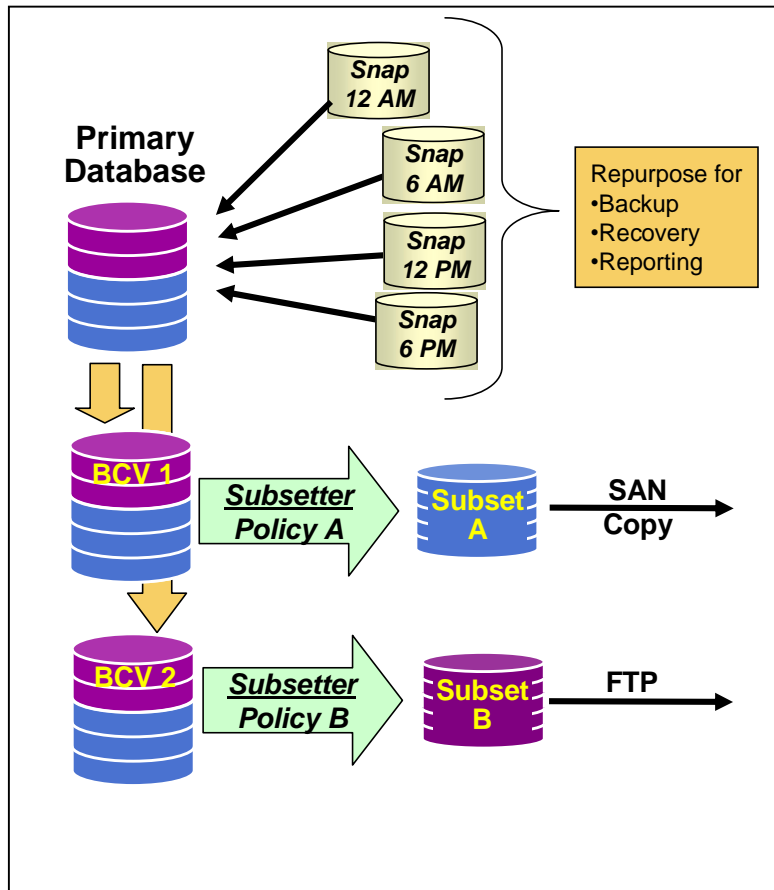 Snap
12 AM
Primary
Database
Snap
6 AM
Snap
12 PM
Snap
6 PM
Repurpose for
•Backup
•Recovery
•Reporting
BCV 1
Subsetter
Policy A
Subset
A
SAN
Copy
BCV 2
Subsetter
Policy B
Subset
B
FTP